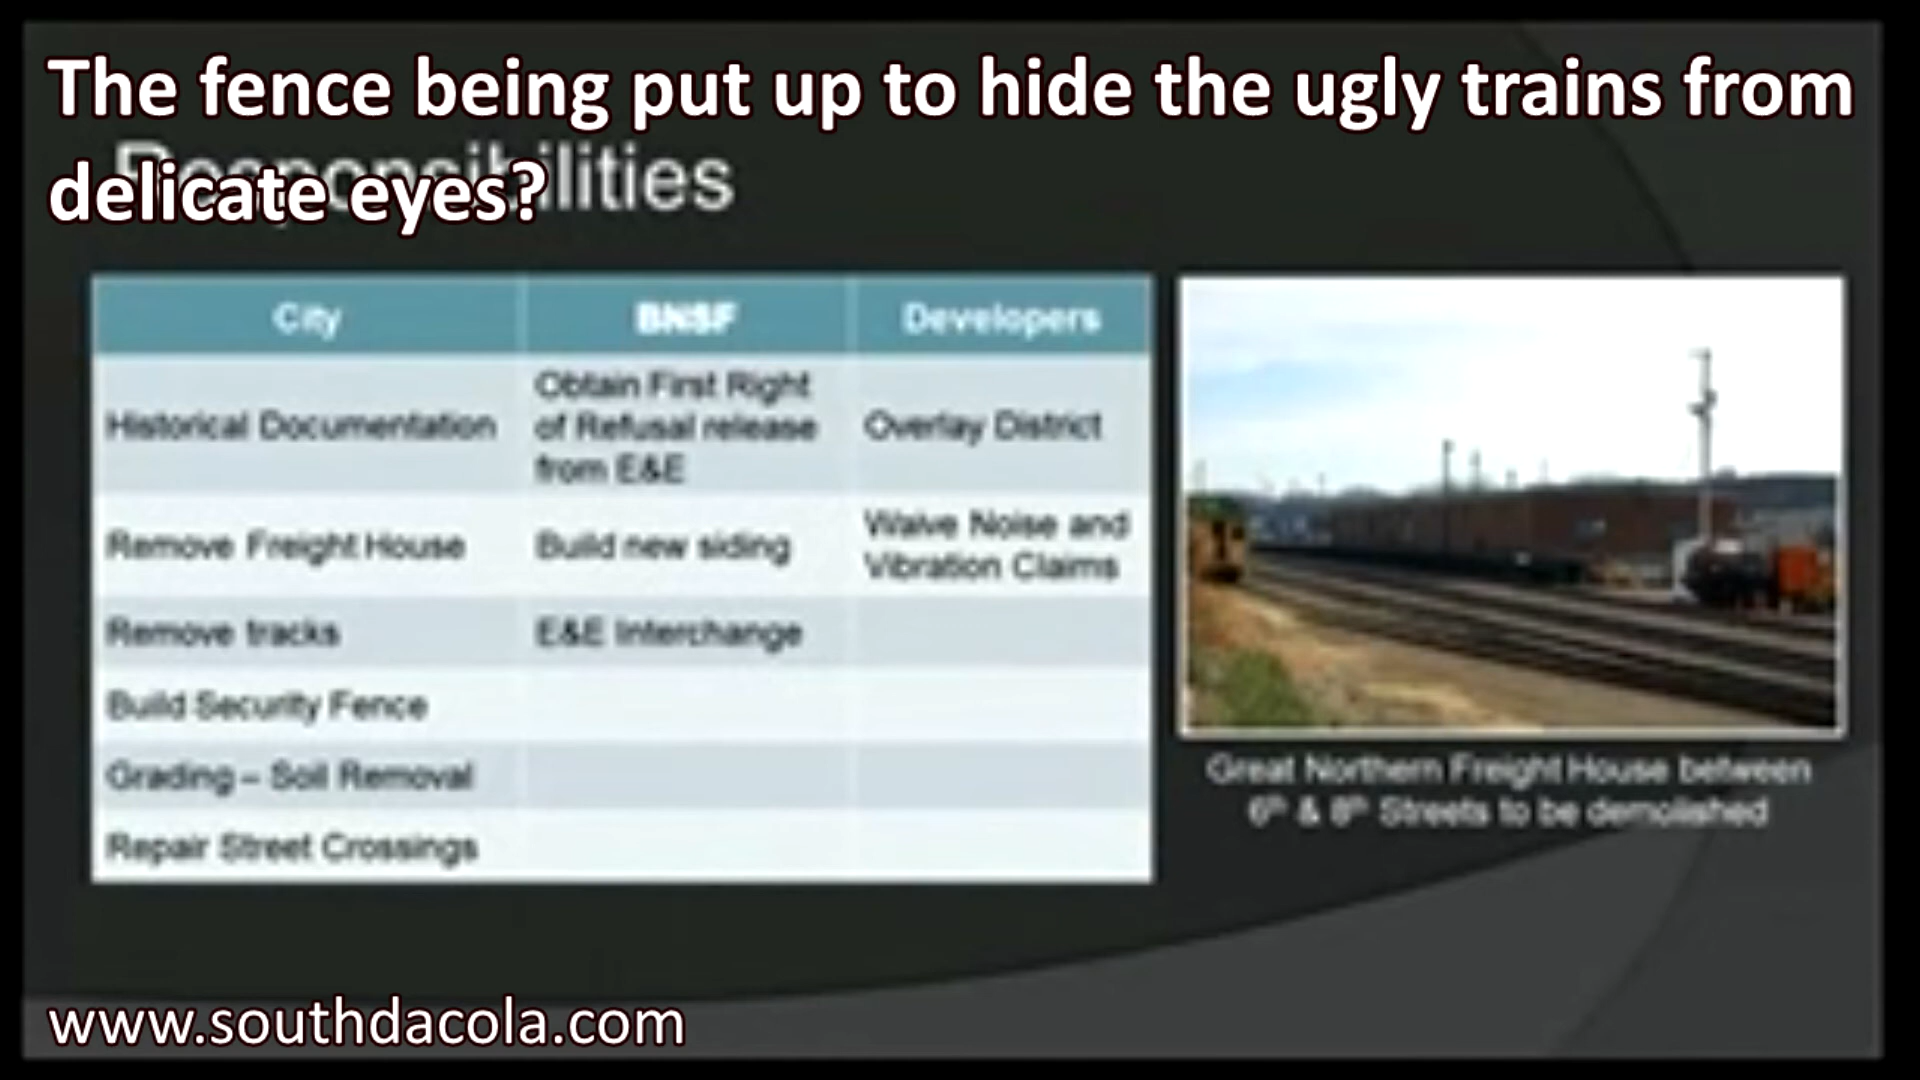 The fence being put up to hide the ugly trains from
delicate eyes?
Responsibilities
City BNSF Developers
Historical Documentation
Obtain First Right
of Refusal release
from E&E
Overlay District
Remove Freight House
Build new siding
Waive Noise and
Vibration Claims
Remove tracks
E&E Interchange
Build Security Fence
Grading – Soil Removal
Repair Street Crossings
Great Northern Freight House between
6th & 8th Streets to be demolished
www.southdacola.com